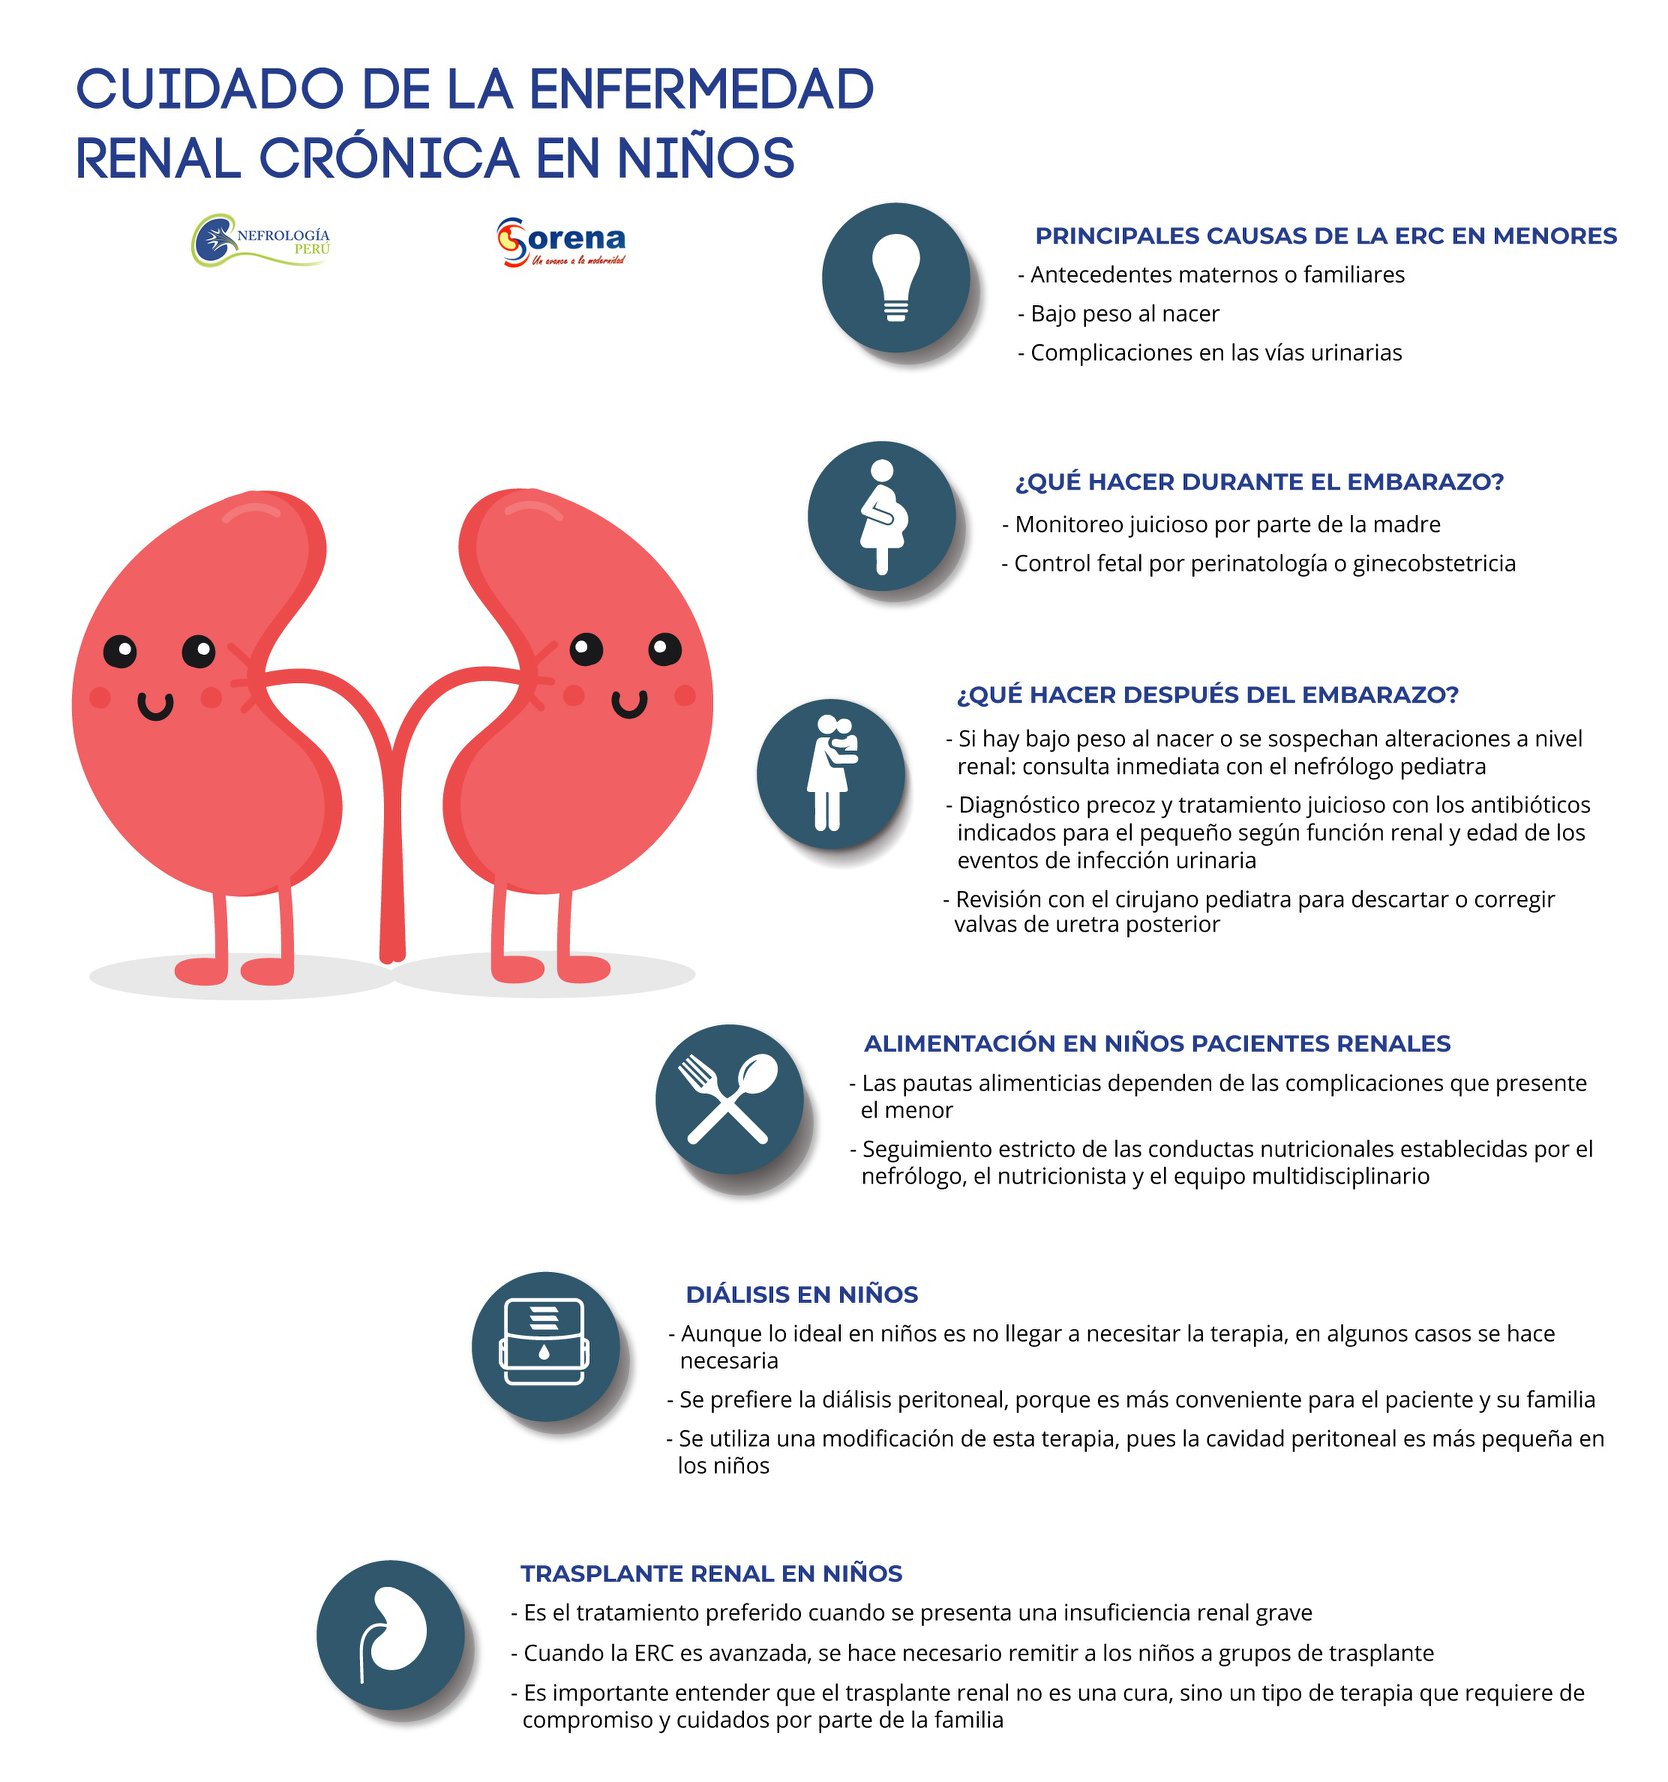 CUIDADO DE LA ENFERMEDAD
RENAL CRÓNICA EN NIÑOS
NEFROLOGÍA
PERÚ
Sorena
Un avance a la modernidad
PRINCIPALES CAUSAS DE LA ERC EN MENORES
- Antecedentes maternos o familiares
- Bajo peso al nacer
- Complicaciones en las vías urinarias
¿QUÉ HACER DURANTE EL EMBARAZO?
- Monitoreo juicioso por parte de la madre
- Control fetal por perinatología o ginecobstetricia
¿QUÉ HACER DESPUÉS DEL EMBARAZO?
- Si hay bajo peso al nacer o se sospechan alteraciones a nivel
renal: consulta inmediata con el nefrólogo pediatra
- Diagnóstico precoz y tratamiento juicioso con los antibióticos
indicados para el pequeño según función renal y edad de los
eventos de infección urinaria
- Revisión con el cirujano pediatra para descartar o corregir
valvas de uretra posterior
ALIMENTACIÓN EN NIÑOS PACIENTES RENALES
- Las pautas alimenticias dependen de las complicaciones que presente
el menor
- Seguimiento estricto de las conductas nutricionales establecidas por el
nefrólogo, el nutricionista y el equipo multidisciplinario
DIÁLISIS EN NIÑOS
- Aunque lo ideal en niños es no llegar a necesitar la terapia, en algunos casos se hace
necesaria
- Se prefiere la diálisis peritoneal, porque es más conveniente para el paciente y su familia
- Se utiliza una modificación de esta terapia, pues la cavidad peritoneal es más pequeña en
los niños
TRASPLANTE RENAL EN NIÑOS
- Es el tratamiento preferido cuando se presenta una insuficiencia renal grave
- Cuando la ERC es avanzada, se hace necesario remitir a los niños a grupos de trasplante
- Es importante entender que el trasplante renal no es una cura, sino un tipo de terapia que requiere de
compromiso y cuidados por parte de la familia